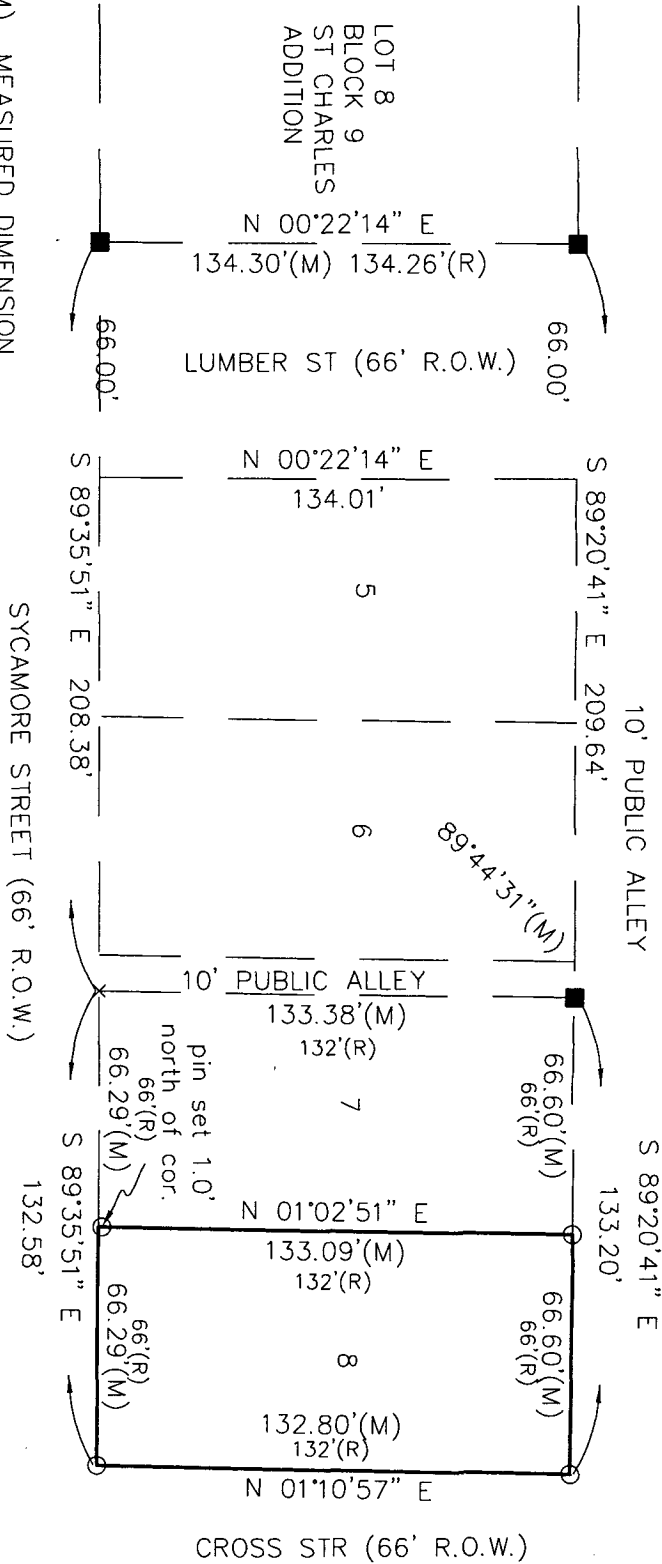 LOT 8
BLOCK 9
ST CHARLES
ADDITION
N 00°22'14" E
134.30'(M) 134.26'(R)
66.00'
LUMBER ST (66' R.O.W.)
66.00'
N 00°22'14" E
134.01'
S 89°20'41" E 209.64'
S 89°35'51" E 208.38'
10' PUBLIC ALLEY
5
6
89°44'31"(M)
SYCAMORE STREET (66' R.O.W.)
10' PUBLIC ALLEY
133.38'(M)
132'(R)
7
pin set 1.0'
north of cor.
66'(R)
66.29'(M)
66.60'(M)
66'(R)
S 89°20'41" E
133.20'
S 89°35'51" E
132.58'
N 01°02'51" E
133.09'(M)
132'(R)
66.60'(M)
66'(R)
66'(R)
66.29'(M)
8
132.80'(M)
132'(R)
N 01°10'57" E
CROSS STR (66' R.O.W.)
) MEASURED DIMENSION